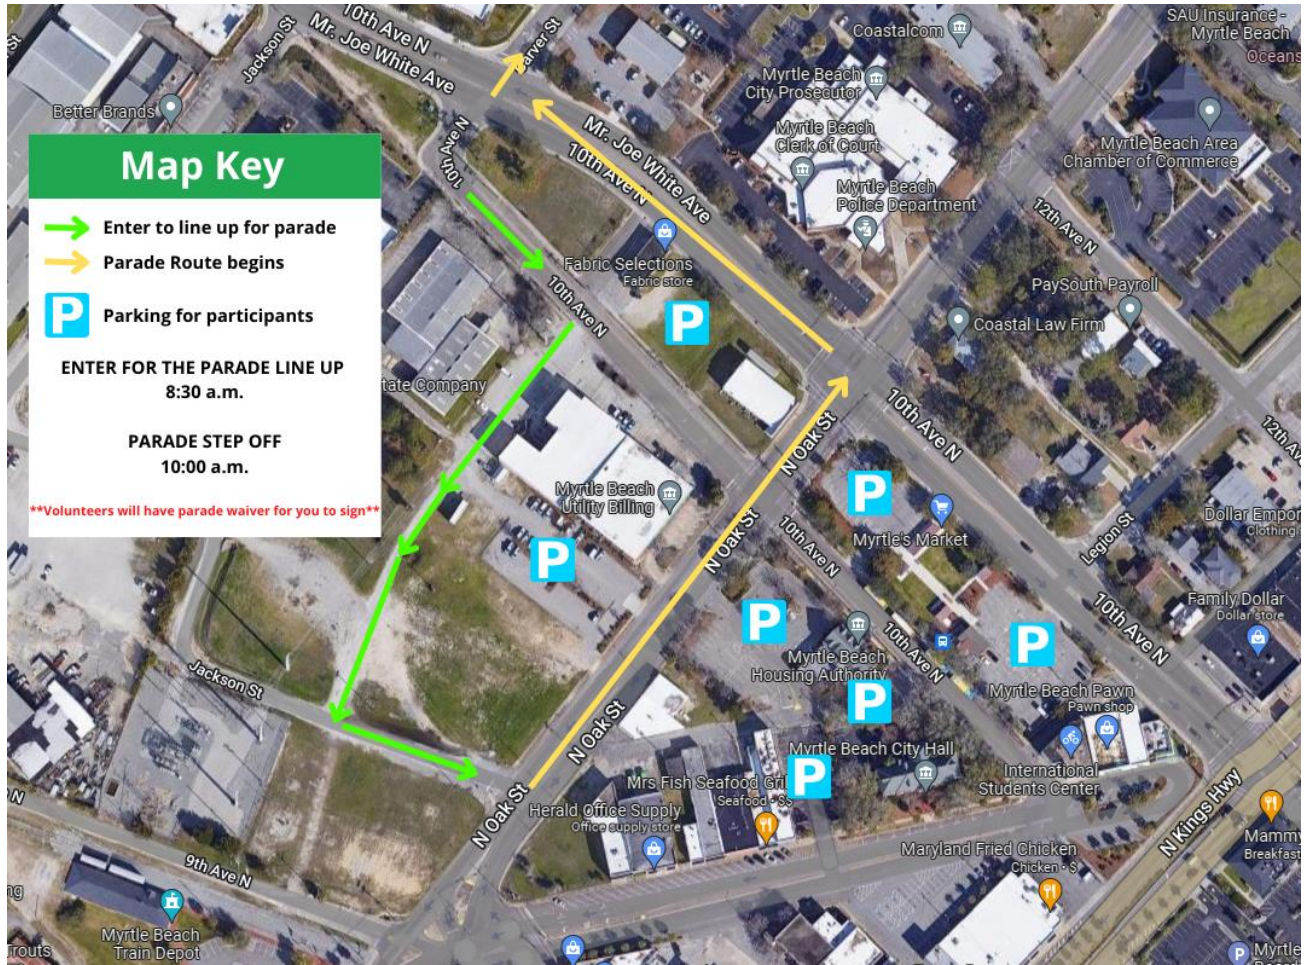 10th Ave N
Mr. Joe White Ave
Jackson St
Coastalcom
SAU Insurance -
Myrtle Beach
Oceans
Myrtle Beach
City Prosecutor
Better Brands
Myrtle Beach
Clerk of Court
Myrtle Beach Area
Chamber of Commerce
Mr. Joe White Ave
10th Ave N
10th Ave N
Myrtle Beach
Police Department
12th Ave N
Map Key
Enter to line up for parade
Parade Route begins
P Parking for participants
ENTER FOR THE PARADE LINE UP
8:30 a.m.
PARADE STEP OFF
10:00 a.m.
**Volunteers will have parade waiver for you to sign**
Fabric Selections
Fabric store
10th Ave N
P
PaySouth Payroll
Coastal Law Firm
tate Company
10th Ave N
N Oak St
12th Ave
Myrtle Beach
Utility Billing
P
Myrtle's Market
Legion St
Dollar Empor
Clothing
N Oak St
10th Ave N
P
10th Ave N
Family Dollar
Dollar store
P
10th Ave N
P
Myrtle Beach
Housing Authority
P
Jackson St
Myrtle Beach Pawn
Pawn shop
P
N Oak St
Myrtle Beach City Hall
International
Students Center
Mrs Fish Seafood Gril
Seafood · $$
P
Herald Office Supply
Office supply store
N Oak St
N Kings Hwy
Mammy
Breakfast
9th Ave N
Maryland Fried Chicken
Chicken · $
Myrtle Beach
Train Depot
Trouts
P
Myrtle